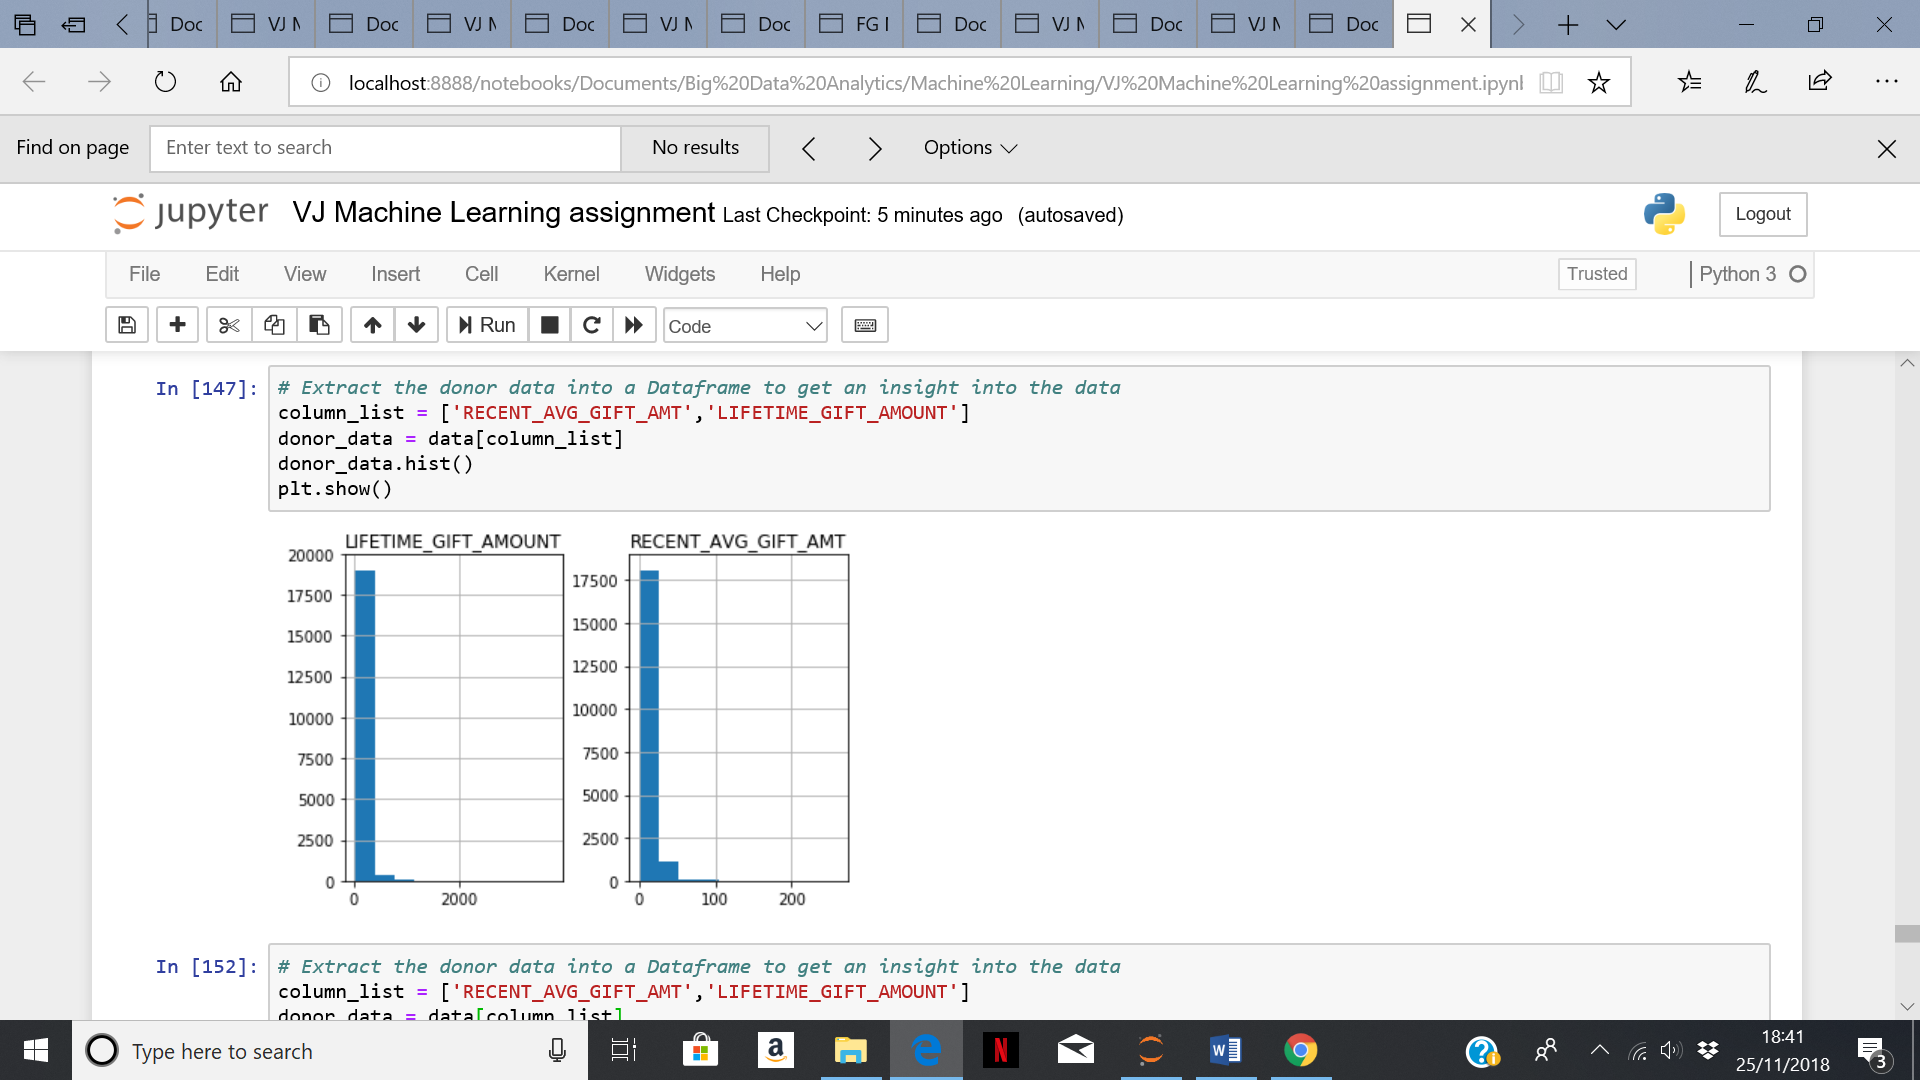 Doc VJ M Doc VJ M Doc VJ M Doc FG I Doc VJ M Doc VJ M Doc
localhost:8888/notebooks/Documents/Big%20Data%20Analytics/Machine%20Learning/VJ%20Machine%20Learning%20assignment.ipynb
Find on page Enter text to search No results Options
jupyter VJ Machine Learning assignment Last Checkpoint: 5 minutes ago (autosaved) Logout
File Edit View Insert Cell Kernel Widgets Help Trusted Python 3
Run Code
In [147]: # Extract the donor data into a Dataframe to get an insight into the data
column_list = ['RECENT_AVG_GIFT_AMT','LIFETIME_GIFT_AMOUNT']
donor_data = data[column_list]
donor_data.hist()
plt.show()
LIFETIME_GIFT_AMOUNT RECENT_AVG_GIFT_AMT
20000
17500 17500
15000 15000
12500 12500
10000 10000
7500 7500
5000 5000
2500 2500
0 0
0 2000 0 100 200
In [152]: # Extract the donor data into a Dataframe to get an insight into the data
column_list = ['RECENT_AVG_GIFT_AMT','LIFETIME_GIFT_AMOUNT']
donor_data = data[column_list]
Type here to search a N W 18:41
25/11/2018 3